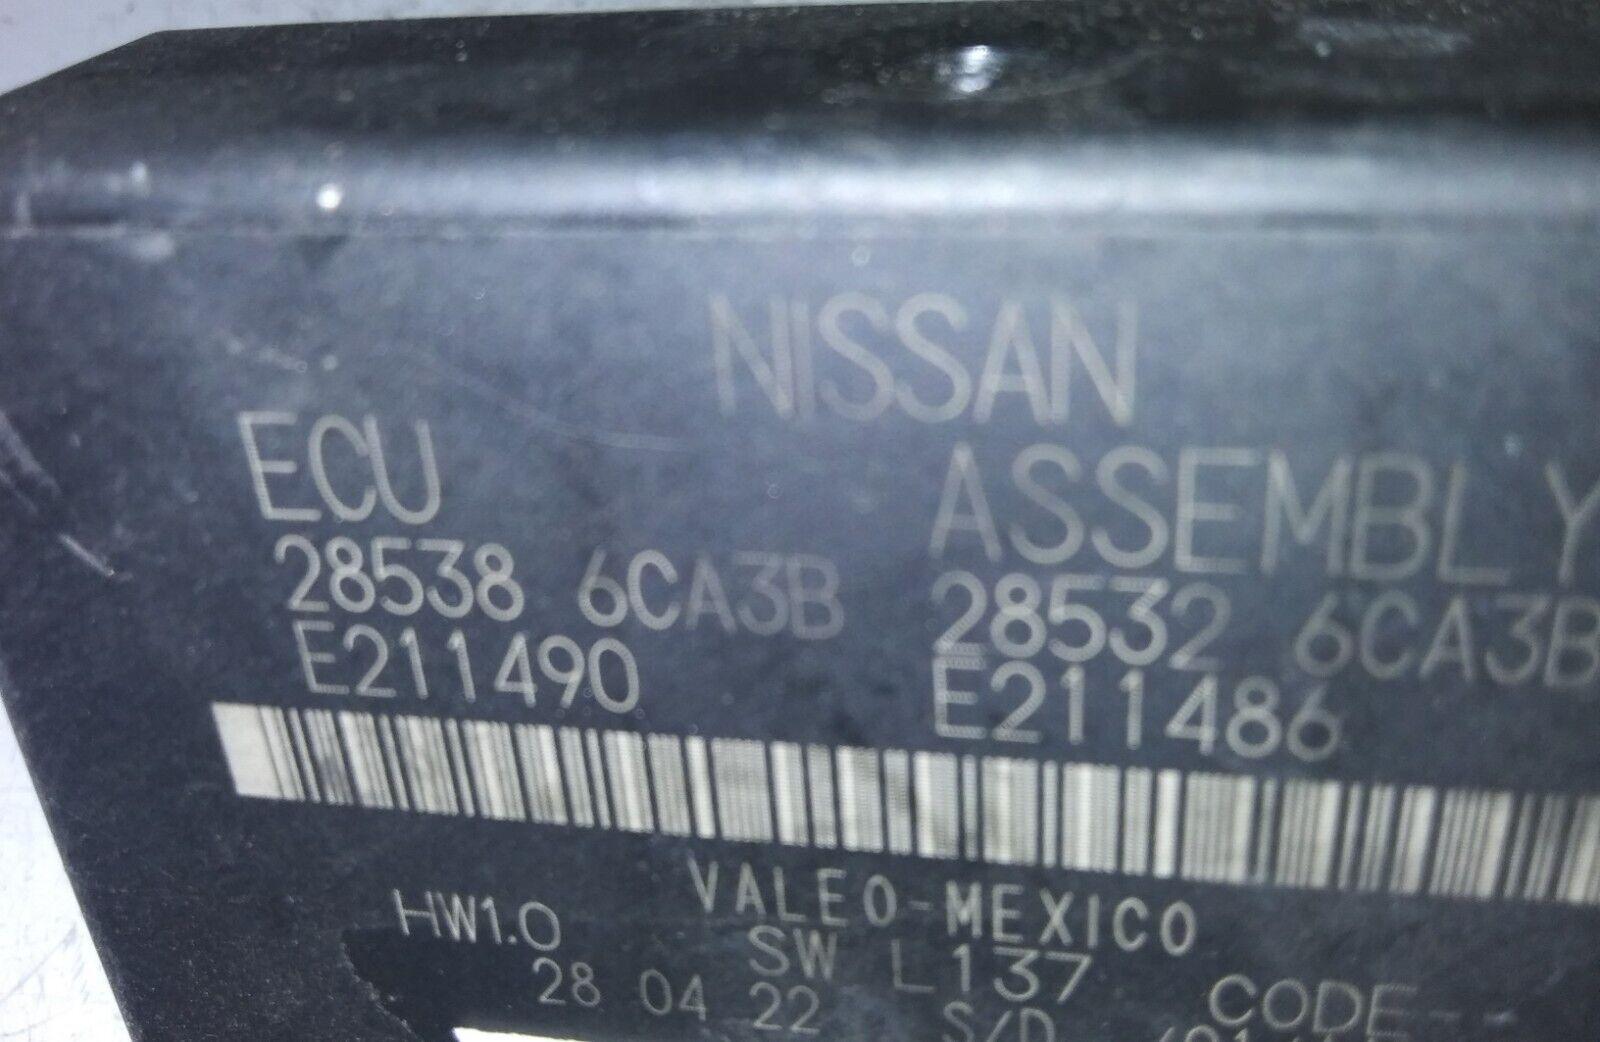 NISSAN
ECU ASSEMBLY
28538 6CA3B 28532 6CA3B
E211490 E211486
VALEO-MEXICO
HW1.0 SW L137 CODE--
28 04 22 S/D